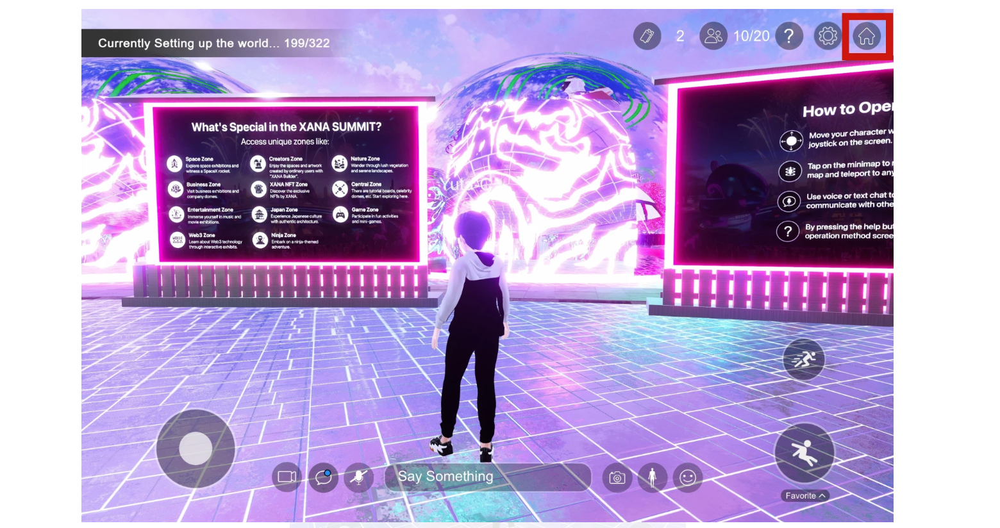 Currently Setting up the world... 199/322
2
10/20
?
What's Special in the XANA SUMMIT?
Access unique zones like:
Space Zone
Explore space exhibitions and
witness a SpaceX rocket.
Creators Zone
Enjoy the spaces and artwork
created by ordinary users with
"XANA Builder".
Nature Zone
Wander through lush vegetation
and serene landscapes.
Business Zone
Visit business exhibitions and
company domes.
XANA NFT Zone
Discover the exclusive
NFTs by XANA.
Central Zone
There are tutorial boards, celebrity
domes, etc. Start exploring here.
Entertainment Zone
Immerse yourself in music and
movie exhibitions.
Japan Zone
Experience Japanese culture
with authentic architecture.
Game Zone
Participate in fun activities
and mini-games.
WEB3.0
Web3 Zone
Learn about Web3 technology
through interactive exhibits.
Ninja Zone
Embark on a ninja-themed
adventure.
How to Ope
Move your character w
joystick on the screen.
Tap on the minimap to
map and teleport to any
Use voice or text chat to
communicate with othe
?
By pressing the help but
operation method scree
Say Something
Favorite